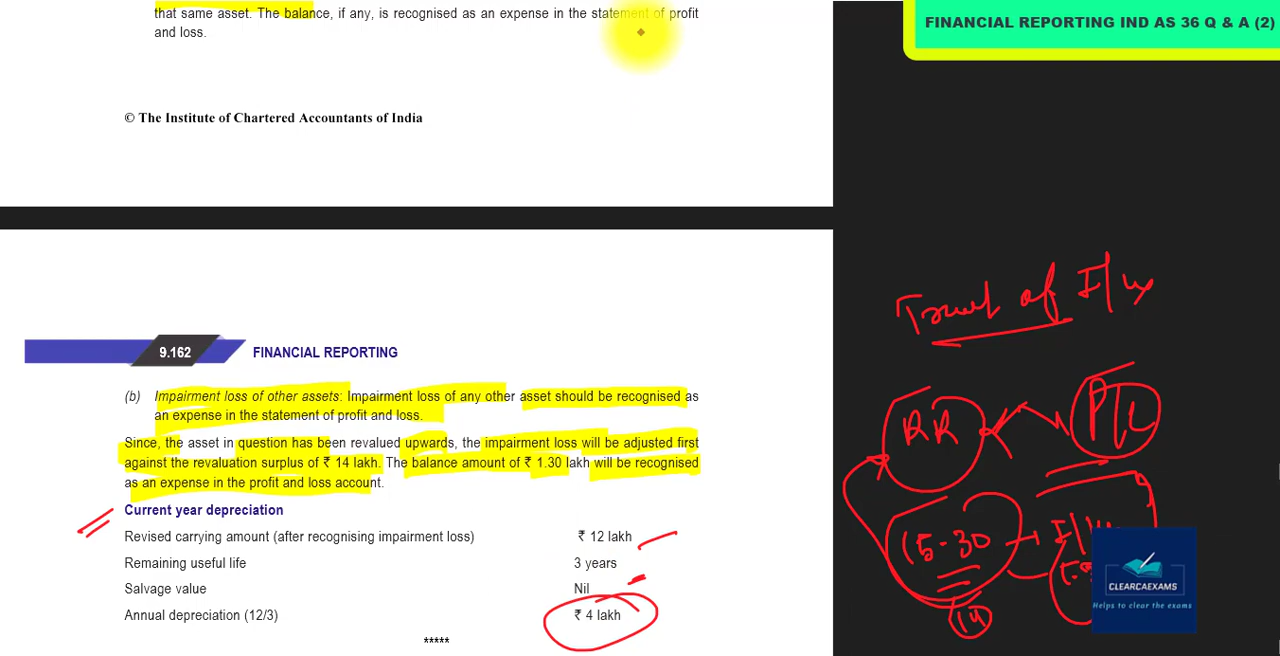 that same asset. The balance, if any, is recognised as an expense in the statement of profit
and loss.
FINANCIAL REPORTING IND AS 36 Q & A (2)
© The Institute of Chartered Accountants of India
9.162 FINANCIAL REPORTING
(b) Impairment loss of other assets: Impairment loss of any other asset should be recognised as
an expense in the statement of profit and loss.
Since, the asset in question has been revalued upwards, the impairment loss will be adjusted first
against the revaluation surplus of ₹ 14 lakh. The balance amount of ₹ 1.30 lakh will be recognised
as an expense in the profit and loss account.
Current year depreciation
Revised carrying amount (after recognising impairment loss) ₹ 12 lakh
Remaining useful life 3 years
Salvage value Nil
Annual depreciation (12/3) ₹ 4 lakh
*****
of
RR
P/L
15.30
14
CLEARCAEXAMS
Helps to clear the exams